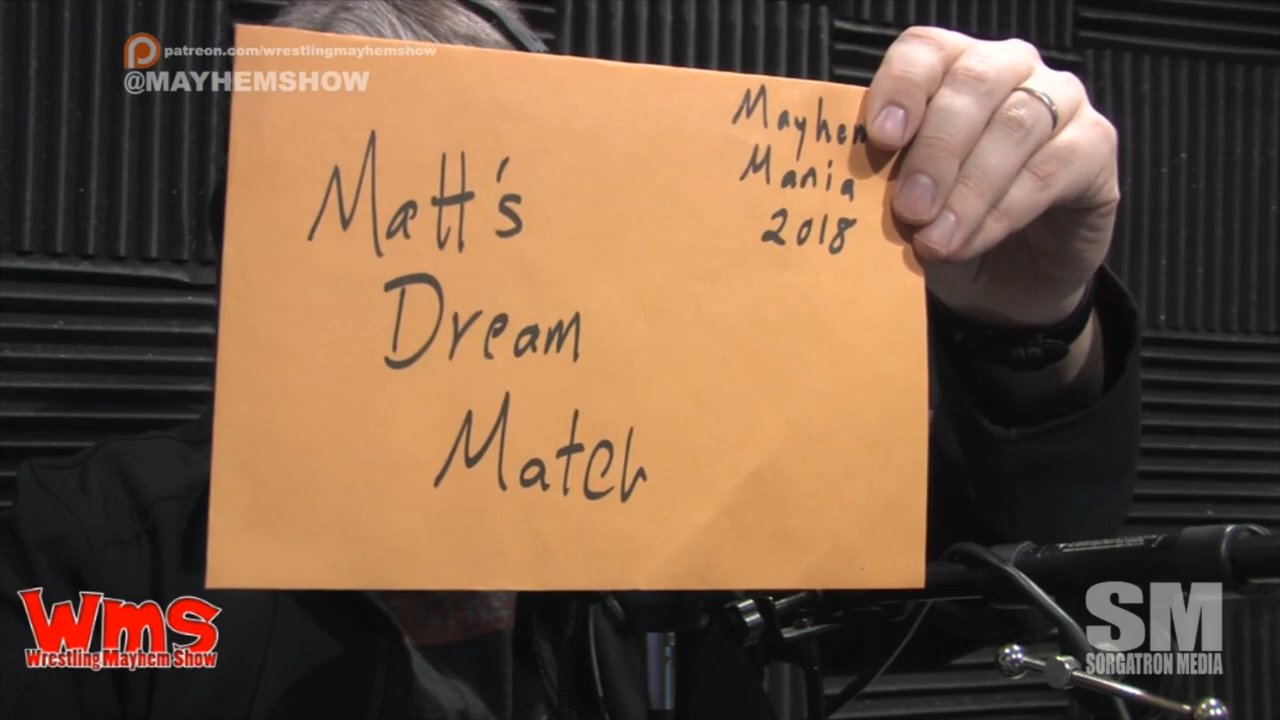 patreon.com/wrestlingmayhemshow
@MAYHEMSHOW
Mayhem
Mania
2018
Matt's
Dream
Match
Wms
Wrestling Mayhem Show
SM
SORGATRON MEDIA